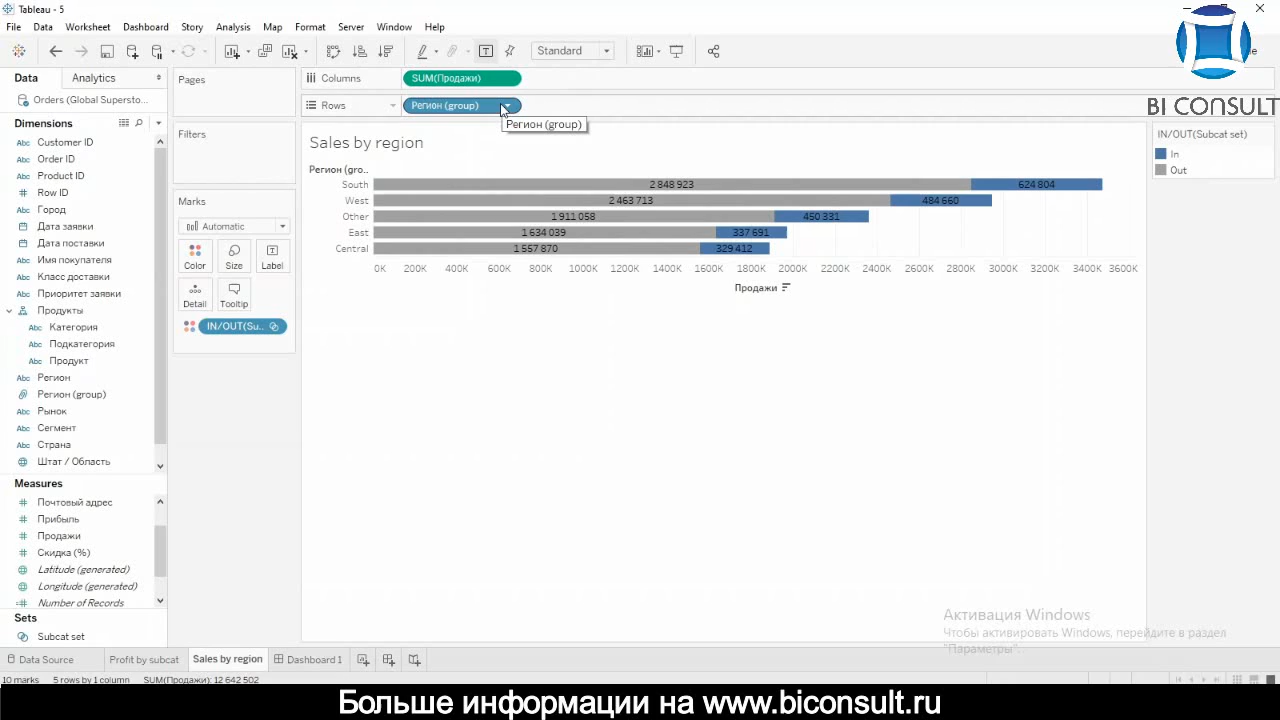 Tableau - 5
File Data Worksheet Dashboard Story Analysis Map Format Server Window Help
Standard
BI CONSULT
Data Analytics
Orders (Global Supersto...
Dimensions
Customer ID
Order ID
Product ID
Row ID
Город
Дата заявки
Дата поставки
Имя покупателя
Класс доставки
Приоритет заявки
Продукты
Категория
Подкатегория
Продукт
Регион
Регион (group)
Рынок
Сегмент
Страна
Штат / Область
Measures
Почтовый адрес
Прибыль
Продажи
Скидка (%)
Latitude (generated)
Longitude (generated)
Number of Records
Sets
Subcat set
Pages
Filters
Marks
Automatic
Color Size Label
Detail Tooltip
IN/OUT(Su..
Columns SUM(Продажи)
Rows Регион (group)
Регион (group)
Sales by region
Регион (gro..
South 2 848 923 624 804
West 2 463 713 484 660
Other 1 911 058 450 331
East 1 634 039 337 691
Central 1 557 870 329 412
0K 200K 400K 600K 800K 1000K 1200K 1400K 1600K 1800K 2000K 2200K 2400K 2600K 2800K 3000K 3200K 3400K 3600K
Продажи
IN/OUT(Subcat set)
In
Out
Активация Windows
Чтобы активировать Windows, перейдите в раздел
"Параметры".
Data Source Profit by subcat Sales by region Dashboard 1
10 marks 5 rows by 1 column SUM(Продажи): 12 642 502
Больше информации на www.biconsult.ru